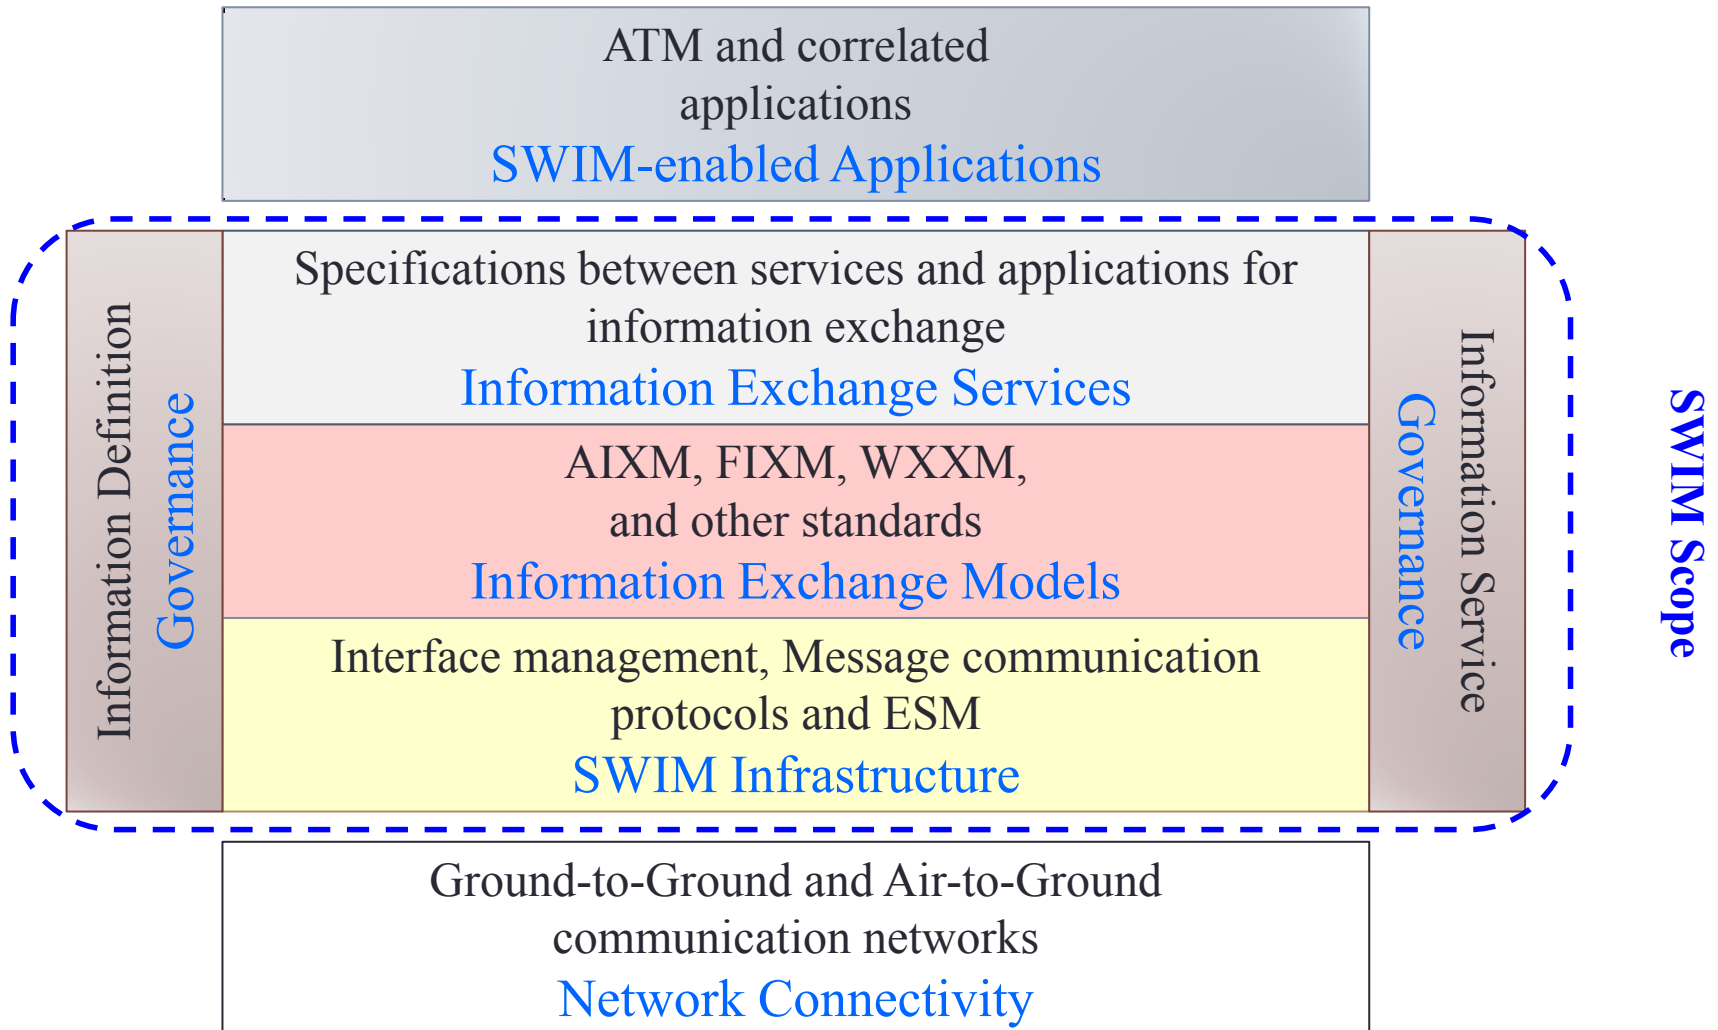 ATM and correlated
applications
SWIM-enabled Applications
Information Definition
Governance
Specifications between services and applications for
information exchange
Information Exchange Services
AIXM, FIXM, WXXM,
and other standards
Information Exchange Models
Interface management, Message communication
protocols and ESM
SWIM Infrastructure
Information Service
Governance
SWIM Scope
Ground-to-Ground and Air-to-Ground
communication networks
Network Connectivity